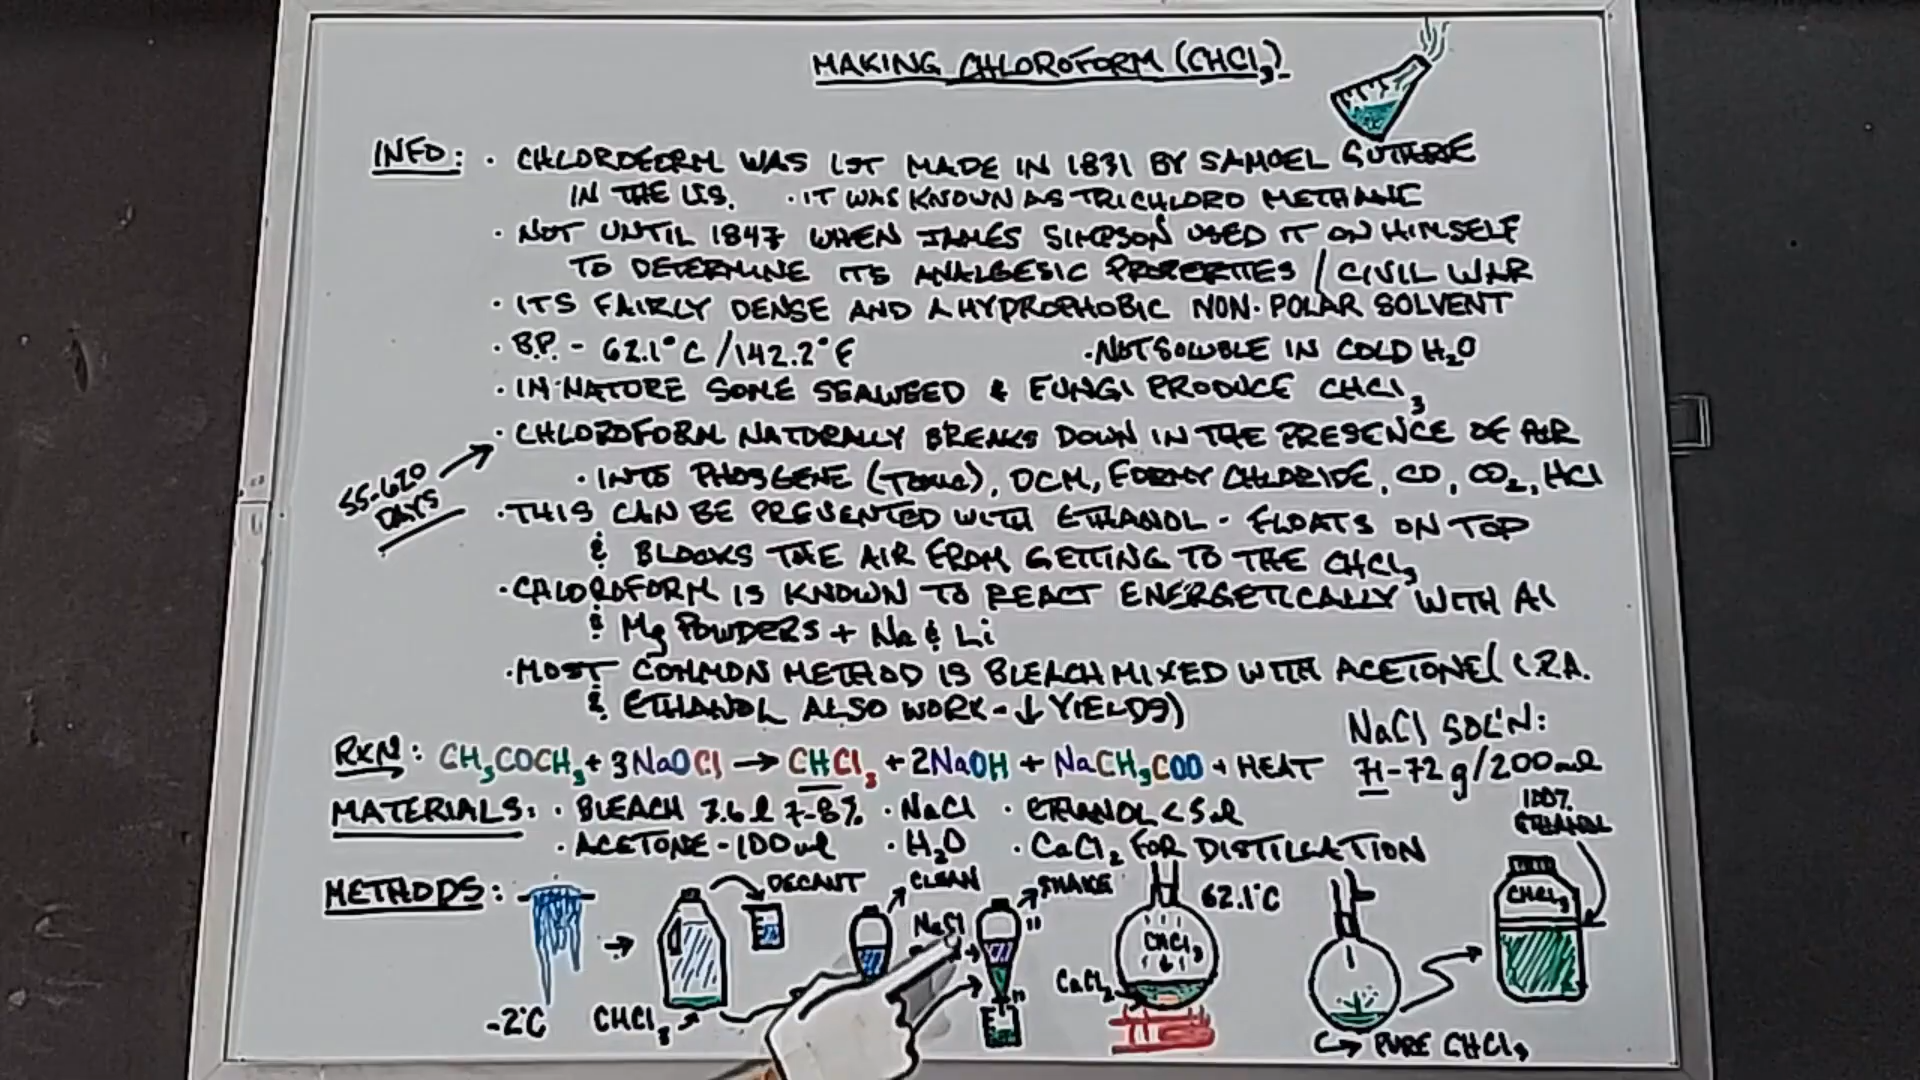 MAKING CHLOROFORM (CHCl3)
INFO: · CHLOROFORM WAS 1ST MADE IN 1831 BY SAMUEL GUTHRIE
IN THE U.S. · IT WAS KNOWN AS TRICHLORO METHANE
· NOT UNTIL 1847 WHEN JAMES SIMPSON USED IT ON HIMSELF
TO DETERMINE ITS ANALGESIC PROPERTIES / CIVIL WAR
· ITS FAIRLY DENSE AND A HYDROPHOBIC NON-POLAR SOLVENT
· B.P. - 62.1°C / 142.2°F · NOT SOLUBLE IN COLD H2O
· IN NATURE SOME SEAWEED & FUNGI PRODUCE CHCl3
· CHLOROFORM NATURALLY BREAKS DOWN IN THE PRESENCE OF AIR
55-620 DAYS
· INTO PHOSGENE (TOXIC), DCM, FORMY CHLORIDE, CO, CO2, HCl
· THIS CAN BE PREVENTED WITH ETHANOL - FLOATS ON TOP
& BLOCKS THE AIR FROM GETTING TO THE CHCl3
· CHLOROFORM IS KNOWN TO REACT ENERGETICALLY WITH Al
& Mg POWDERS + Na & Li
· MOST COMMON METHOD IS BLEACH MIXED WITH ACETONE ( I.P.A.
& ETHANOL ALSO WORK - ↓ YIELDS)
NaCl SOL'N:
71-72 g/200ml
RXN: CH3COCH3 + 3NaOCl → CHCl3 + 2NaOH + NaCH3COO + HEAT
MATERIALS: · BLEACH 7.6 l 7-8% · NaCl · ETHANOL < 5ml
· ACETONE - 100ml · H2O · CaCl2 FOR DISTILLATION
100% ETHANOL
METHODS: DECANT CLEAN SHAKE 62.1°C
NaCl CHCl3 CHCl3
CaCl2
-2°C CHCl3 PURE CHCl3